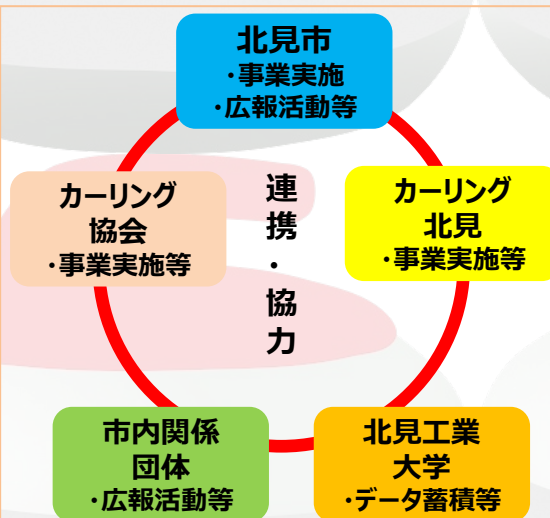 北見市
・事業実施
・広報活動等
カーリング
協会
・事業実施等
連
携
・
協
力
カーリング
北見
・事業実施等
市内関係
団体
・広報活動等
北見工業
大学
・データ蓄積等